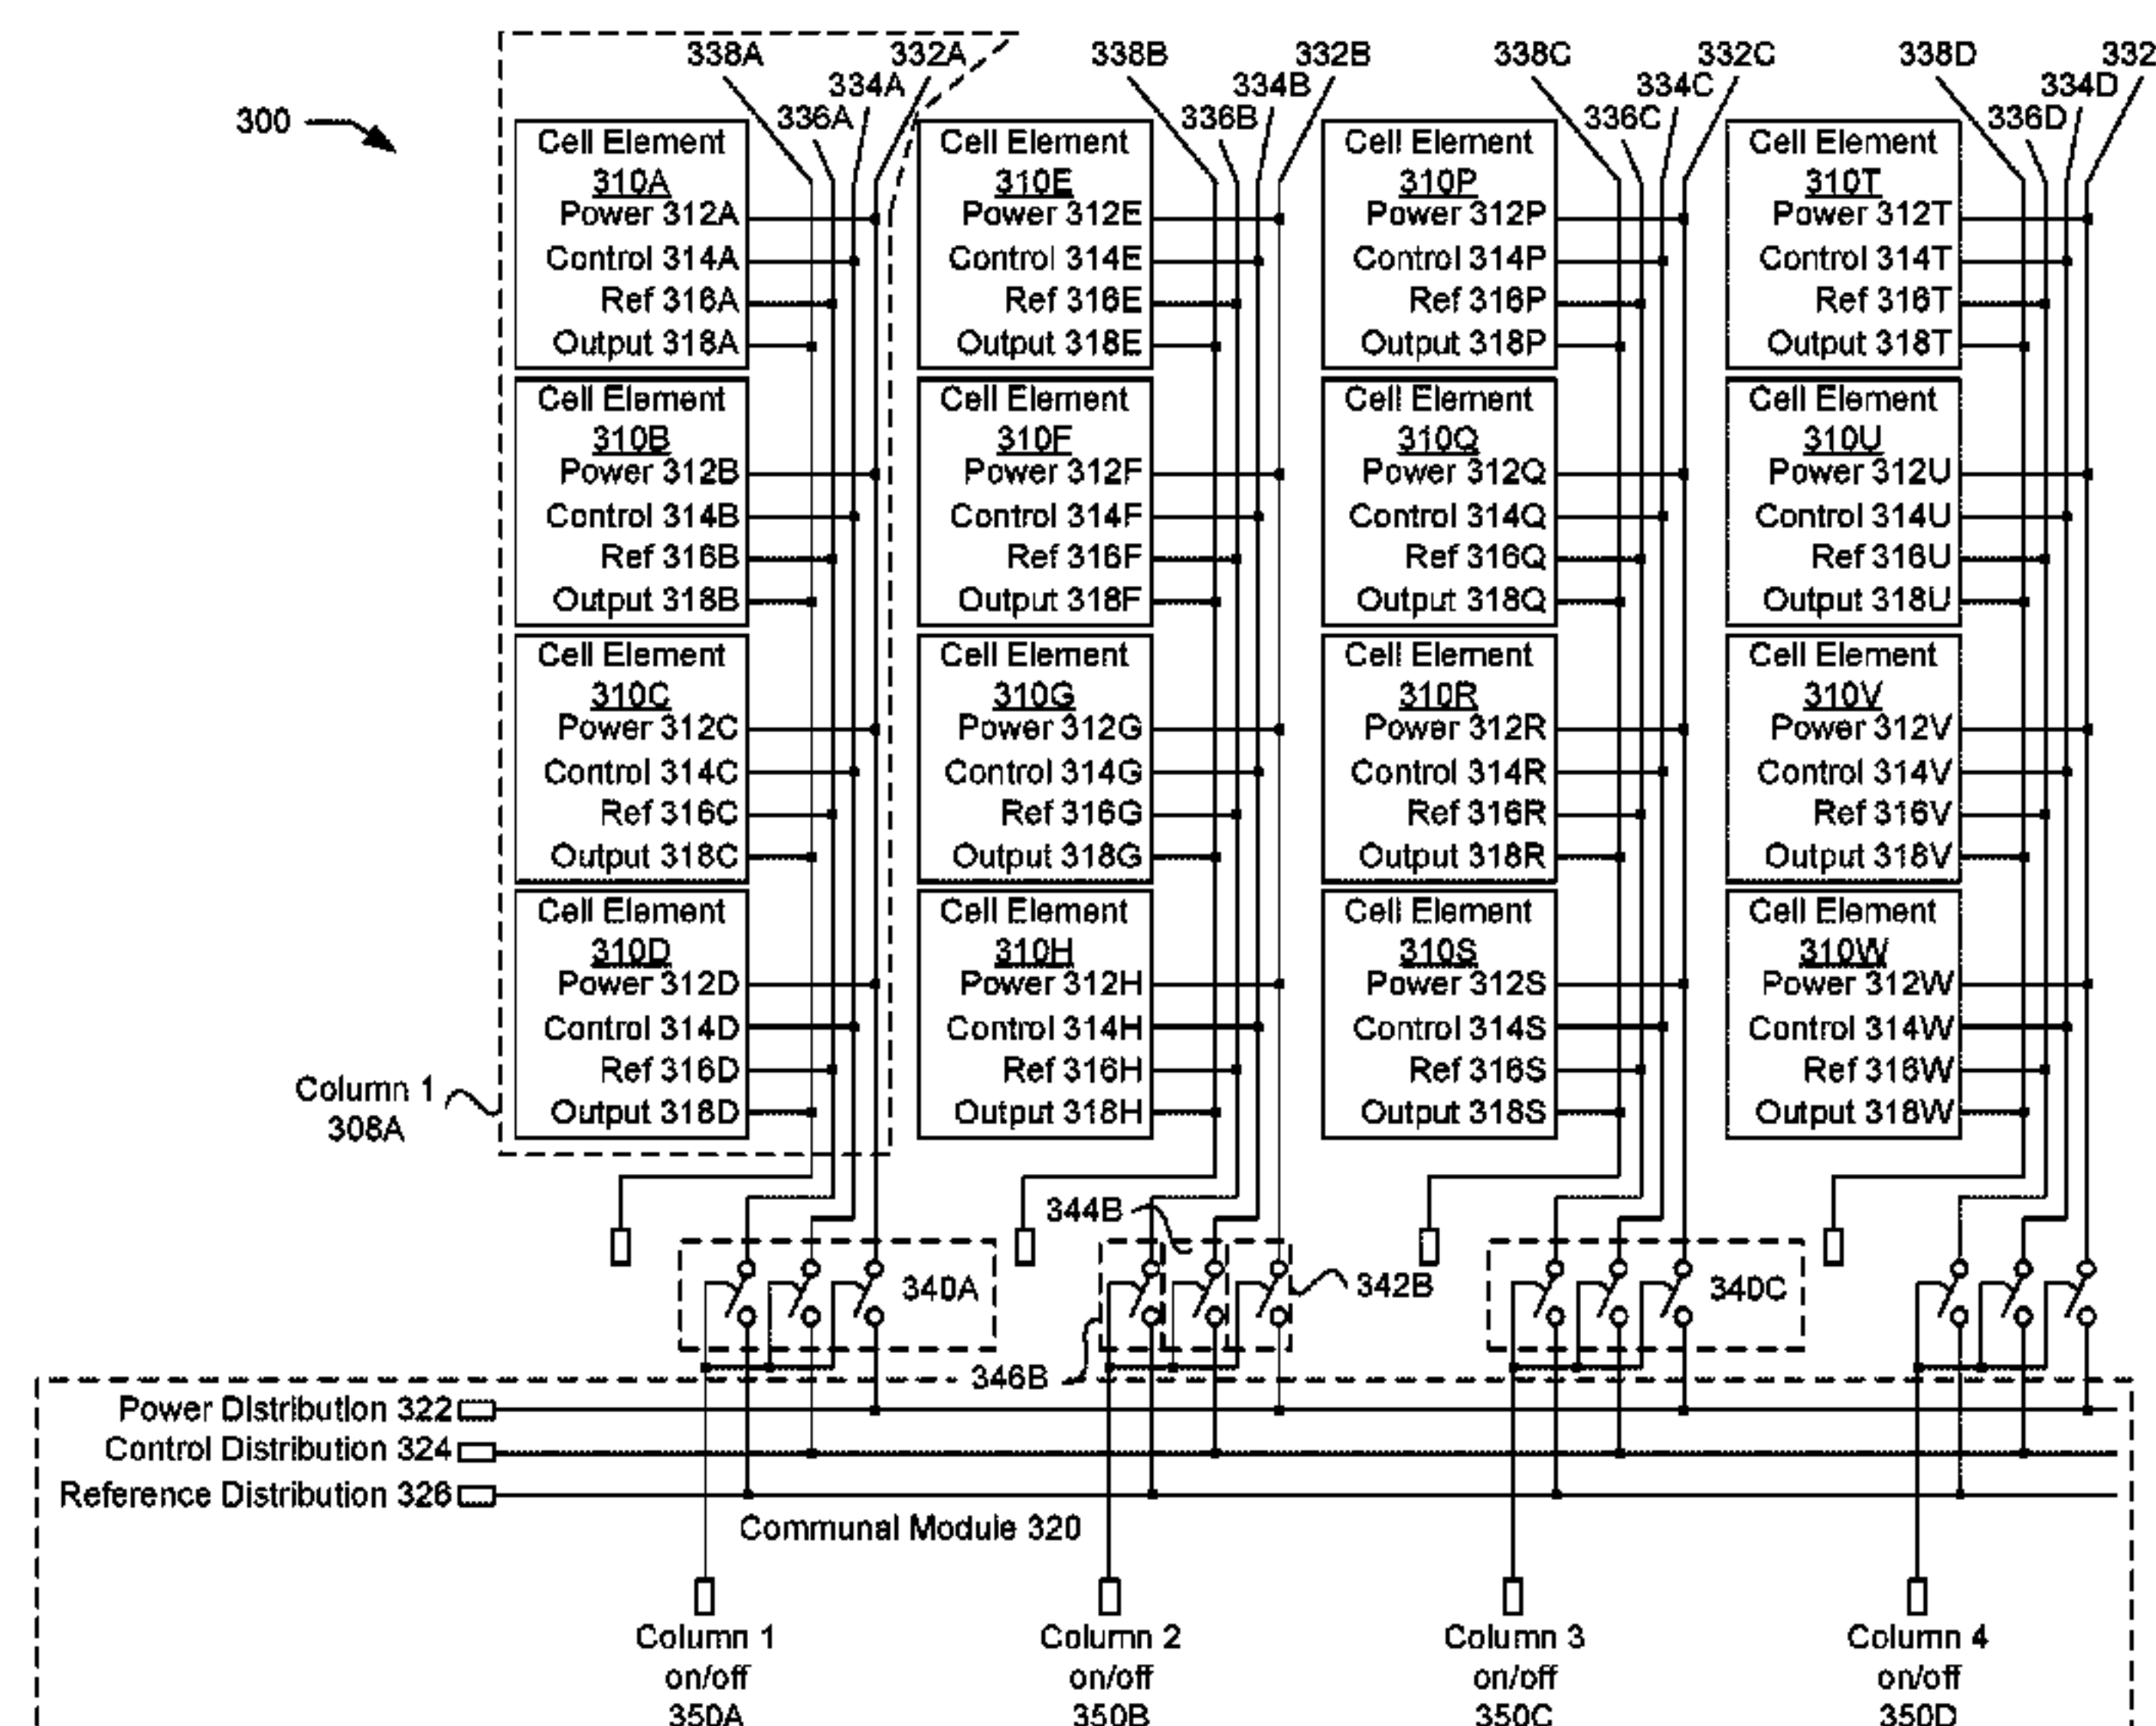 338A 332A 338B 332B 338C 332C 338D 332
334A 334B 334C 334D
300 336A 336B 336C 336D
Cell Element Cell Element Cell Element Cell Element
310A 310E 310P 310T
Power 312A Power 312E Power 312P Power 312T
Control 314A Control 314E Control 314P Control 314T
Ref 316A Ref 316E Ref 316P Ref 316T
Output 318A Output 318E Output 318P Output 318T
Cell Element Cell Element Cell Element Cell Element
310B 310F 310Q 310U
Power 312B Power 312F Power 312Q Power 312U
Control 314B Control 314F Control 314Q Control 314U
Ref 316B Ref 316F Ref 316Q Ref 316U
Output 318B Output 318F Output 318Q Output 318U
Cell Element Cell Element Cell Element Cell Element
310C 310G 310R 310V
Power 312C Power 312G Power 312R Power 312V
Control 314C Control 314G Control 314R Control 314V
Ref 316C Ref 316G Ref 316R Ref 316V
Output 318C Output 318G Output 318R Output 318V
Cell Element Cell Element Cell Element Cell Element
310D 310H 310S 310W
Power 312D Power 312H Power 312S Power 312W
Control 314D Control 314H Control 314S Control 314W
Ref 316D Ref 316H Ref 316S Ref 316W
Column 1
308A
Output 318D Output 318H Output 318S Output 318W
344B
340A 342B 340C
346B
Power Distribution 322
Control Distribution 324
Reference Distribution 326
Communal Module 320
Column 1 Column 2 Column 3 Column 4
on/off on/off on/off on/off
350A 350B 350C 350D